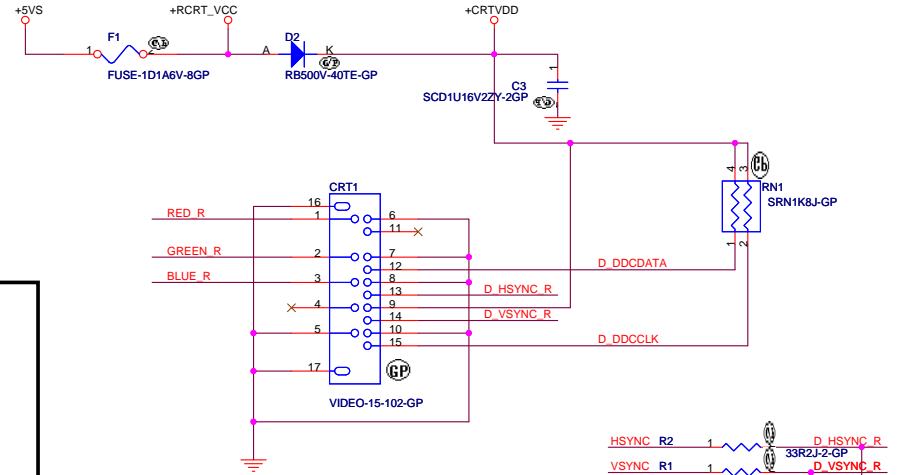 +5VS
+RCRT_VCC
+CRTVDD
F1
1
2
FUSE-1D1A6V-8GP
D2
A
K
RB500V-40TE-GP
1
C3
SCD1U16V2ZY-2GP
4
3
RN1
SRN1K8J-GP
1
2
CRT1
16
RED_R
1
6
11
GREEN_R
2
7
12
D_DDCDATA
BLUE_R
3
8
13
D_HSYNC_R
4
9
14
D_VSYNC_R
5
10
15
D_DDCCLK
17
GP
VIDEO-15-102-GP
HSYNC
R2
1
D_HSYNC_R
33R2J-2-GP
VSYNC
R1
1
D_VSYNC_R